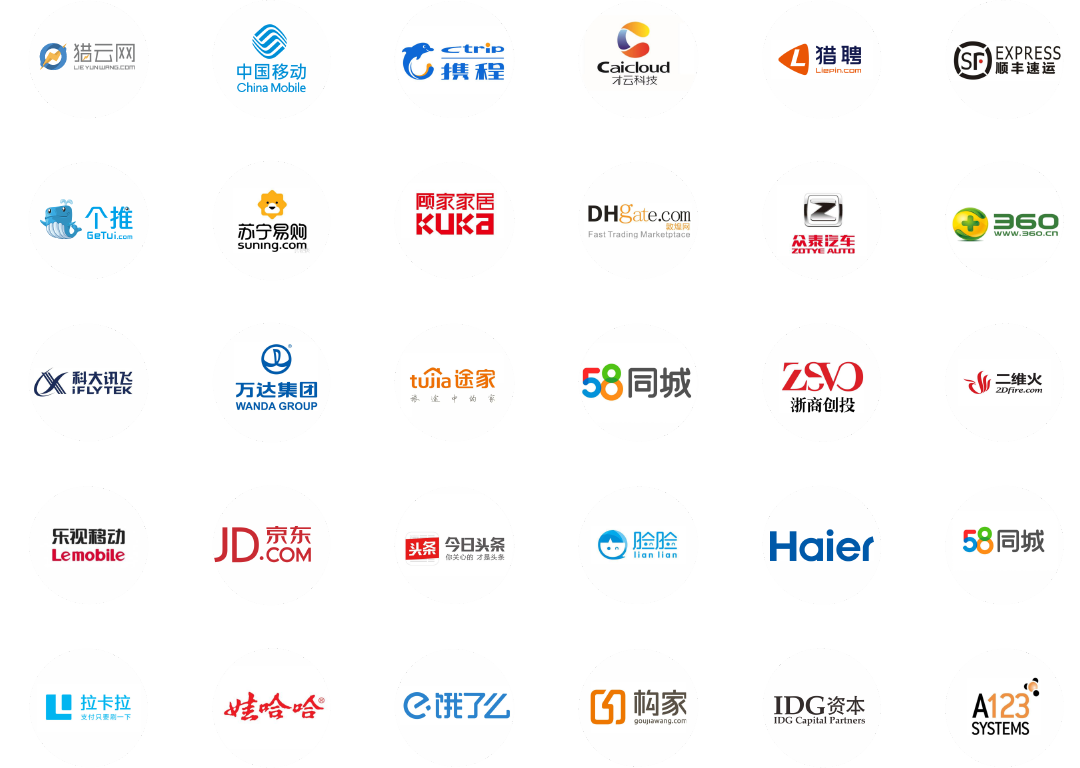 猎云网
LIEYUNWANG.COM
中国移动
China Mobile
Ctrip
携程
Caicloud
才云科技
猎聘
Liepin.com
SF
EXPRESS
顺丰速运
个推
GeTui.com
苏宁易购
suning.com
顾家家居
KUKa
DHgate.com
敦煌网
Fast Trading Marketplace
众泰汽车
ZOTYE AUTO
360
WWW.360.CN
科大讯飞
iFLYTEK
万达集团
WANDA GROUP
tujia 途家
旅途中的家
58同城
ZSVO
浙商创投
二维火
2Dfire.com
乐视移动
Lemobile
JD.京东
.COM
头条
今日头条
你关心的 才是头条
脸脸
lian lian
Haier
58同城
拉卡拉
支付只要滴一下
娃哈哈®
饿了么
构家
goujiawang.com
IDG资本
IDG Capital Partners
A123
SYSTEMS